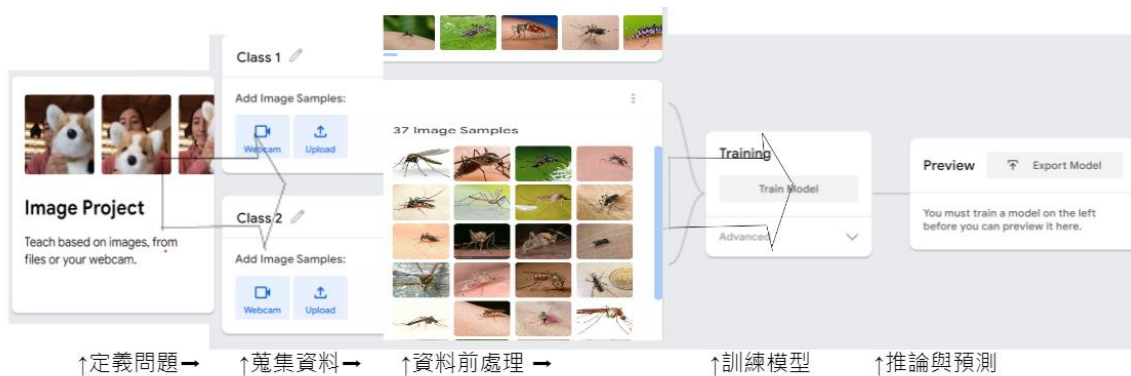 Image Project
Teach based on images, from
files or your webcam.
Class 1
Add Image Samples:
Webcam
Upload
Class 2
Add Image Samples:
Webcam
Upload
37 Image Samples
Training
Train Model
Advanced
Preview
Export Model
You must train a model on the left
before you can preview it here.
↑定義問題➡ ↑蒐集資料➡ ↑資料前處理 ➡ ↑訓練模型 ↑推論與預測